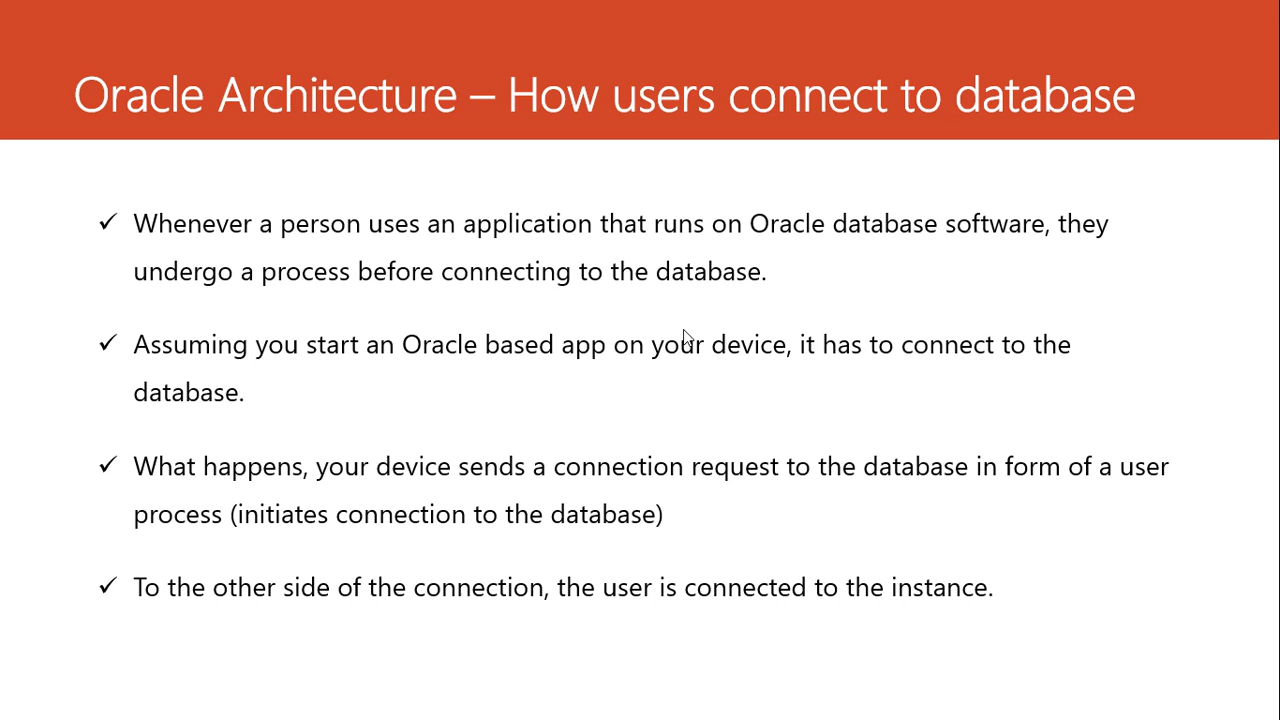 Oracle Architecture – How users connect to database
✓ Whenever a person uses an application that runs on Oracle database software, they
undergo a process before connecting to the database.
✓ Assuming you start an Oracle based app on your device, it has to connect to the
database.
✓ What happens, your device sends a connection request to the database in form of a user
process (initiates connection to the database)
✓ To the other side of the connection, the user is connected to the instance.